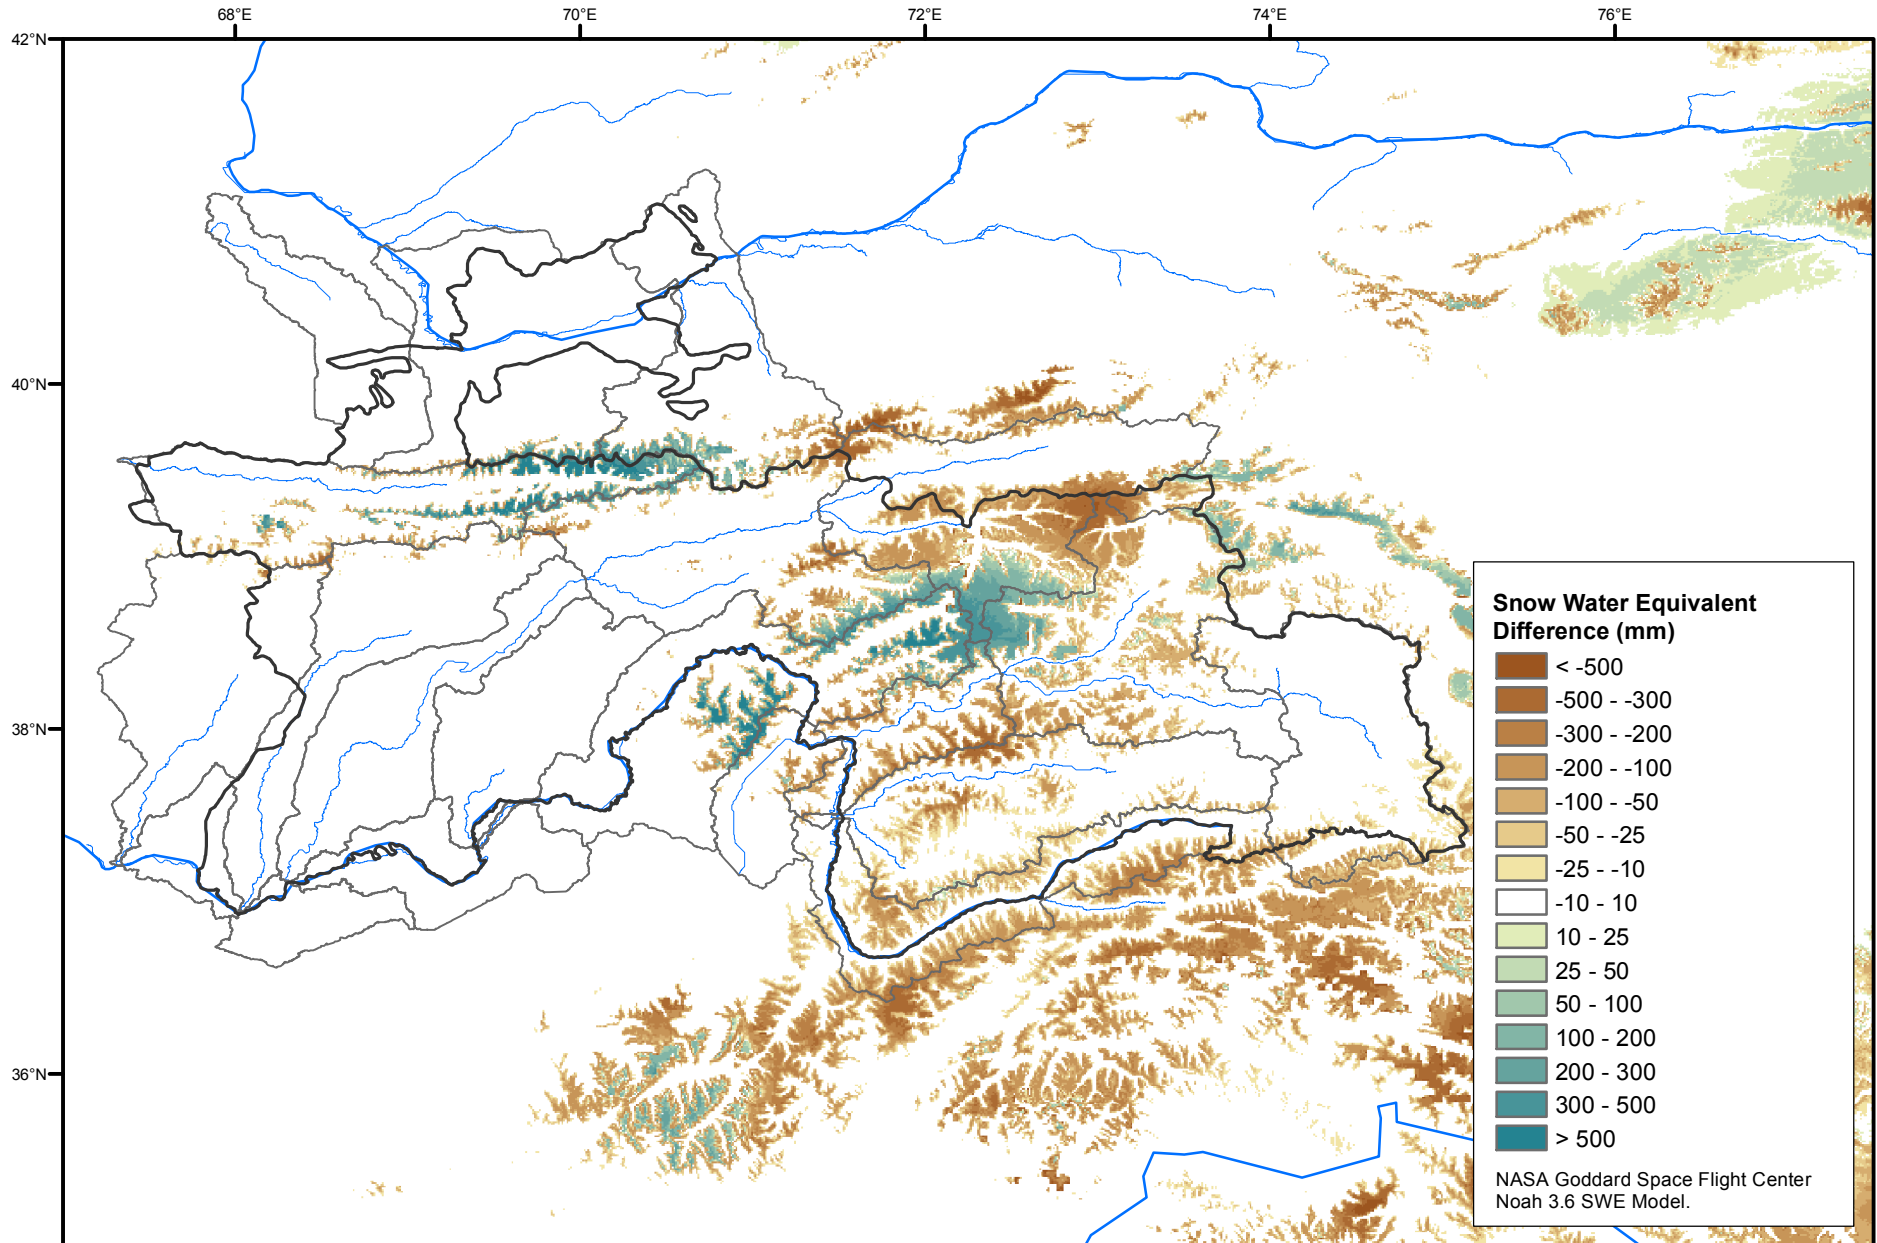 68°E
70°E
72°E
74°E
76°E
42°N
40°N
38°N
36°N
Snow Water Equivalent
Difference (mm)
< -500
-500 - -300
-300 - -200
-200 - -100
-100 - -50
-50 - -25
-25 - -10
-10 - 10
10 - 25
25 - 50
50 - 100
100 - 200
200 - 300
300 - 500
> 500
NASA Goddard Space Flight Center
Noah 3.6 SWE Model.